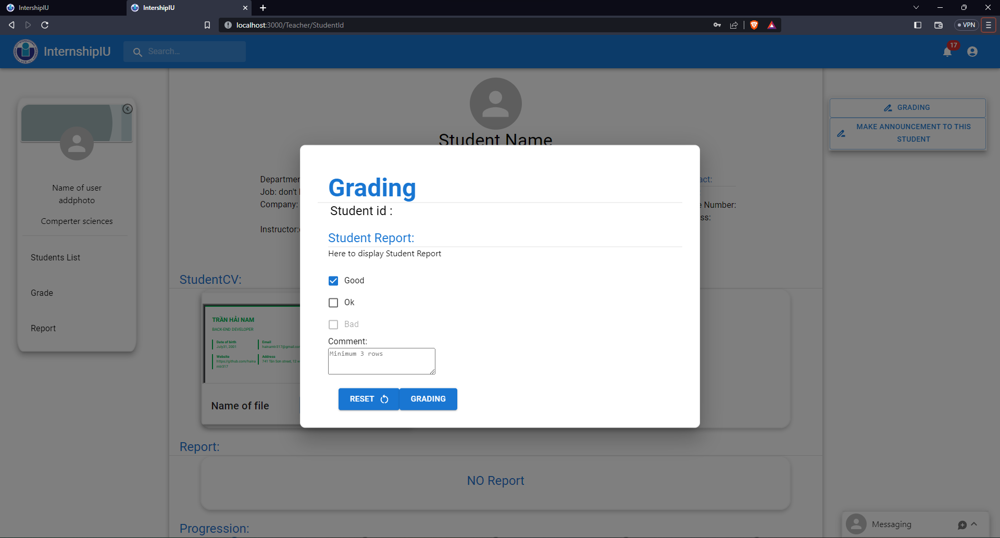 IntershipIU
IntershipIU
localhost:3000/Teacher/StudentId
VPN
InternshipIU
Search...
17
Student Name
GRADING
MAKE ANNOUNCEMENT TO THIS
STUDENT
Name of user
addphoto
Comperter sciences
Students List
Grade
Report
Job: don't
Company:
Instructor:
act:
Number:
ss:
Grading
Student id :
Student Report:
Here to display Student Report
Good
Ok
Bad
Comment:
Minimum 3 rows
RESET
GRADING
StudentCV:
TRẦN HẢI NAM
BACK-END DEVELOPER
Date of birth
July31, 2001
Email
hainamtr317@gmail.co
Website
https://github.com/haina
mtr317
Address
741 Tân Sơn street, 12 w
Name of file
Report:
NO Report
Progression:
Messaging